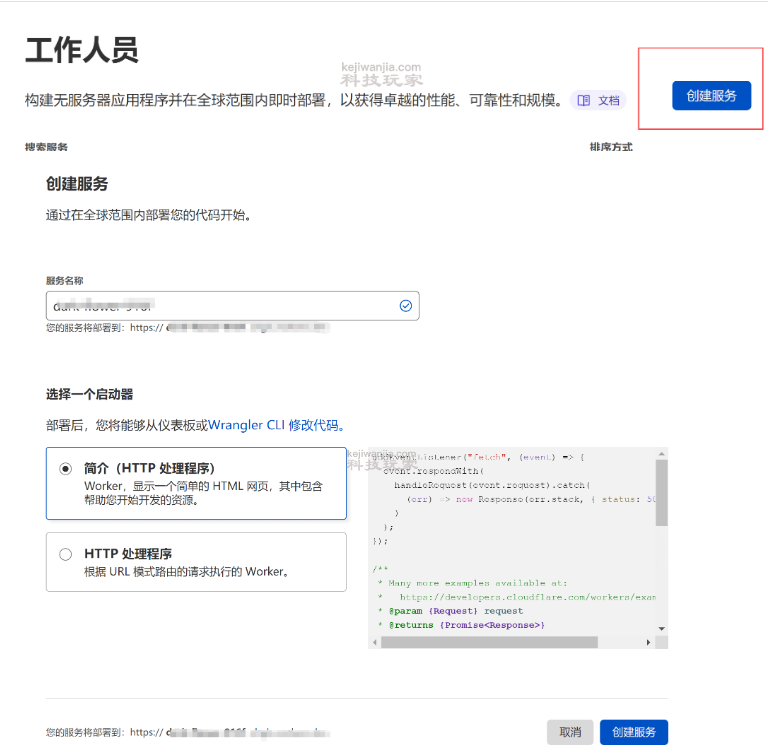 工作人员
kejiwanjia.com
科技玩家
构建无服务器应用程序并在全球范围内即时部署，以获得卓越的性能、可靠性和规模。 文档
创建服务
搜索服务 排序方式
创建服务
通过在全球范围内部署您的代码开始。
服务名称
您的服务将部署到： https://
选择一个启动器
部署后，您将能够从仪表板或Wrangler CLI 修改代码。
简介（HTTP 处理程序）
Worker，显示一个简单的 HTML 网页，其中包含
帮助您开始开发的资源。
HTTP 处理程序
根据 URL 模式路由的请求执行的 Worker。
kejiwanjia.com
科技玩家
addEventListener("fetch", (event) => {
event.respondWith(
handleRequest(event.request).catch(
(err) => new Response(err.stack, { status: 50
)
);
});
/**
* Many more examples available at:
* https://developers.cloudflare.com/workers/exam
* @param {Request} request
* @returns {Promise<Response>}
您的服务将部署到： https://
取消 创建服务